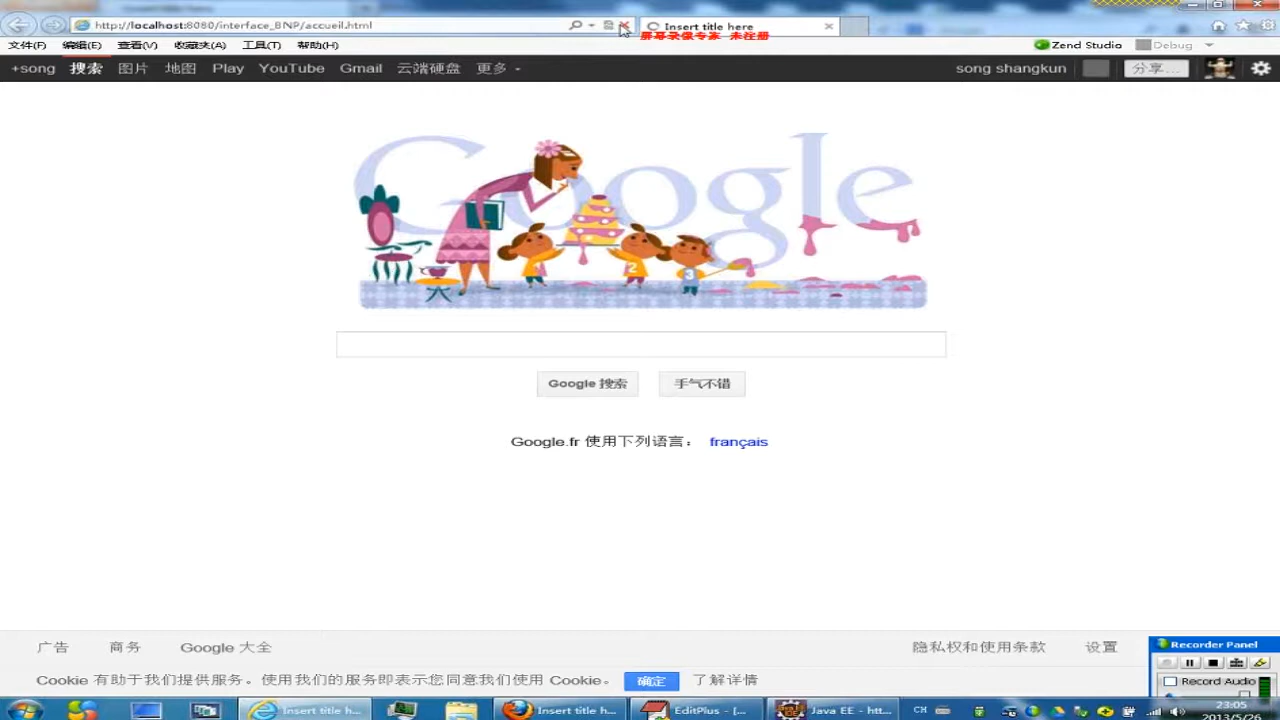 http://localhost:8080/interface_BNP/accueil.html
Insert title here
屏幕录像专家 未注册
文件(F) 编辑(E) 查看(V) 收藏夹(A) 工具(T) 帮助(H)
Zend Studio Debug
+song 搜索 图片 地图 Play YouTube Gmail 云端硬盘 更多
song shangkun 分享...
Google
2
3
Google 搜索 手气不错
Google.fr 使用下列语言： français
广告 商务 Google 大全 隐私权和使用条款 设置
Cookie 有助于我们提供服务。使用我们的服务即表示您同意我们使用 Cookie。 确定 了解详情
Recorder Panel
Record Audio
Insert title h... Insert title h... EditPlus - [... Java EE - htt... CH
23:05
2013/5/26